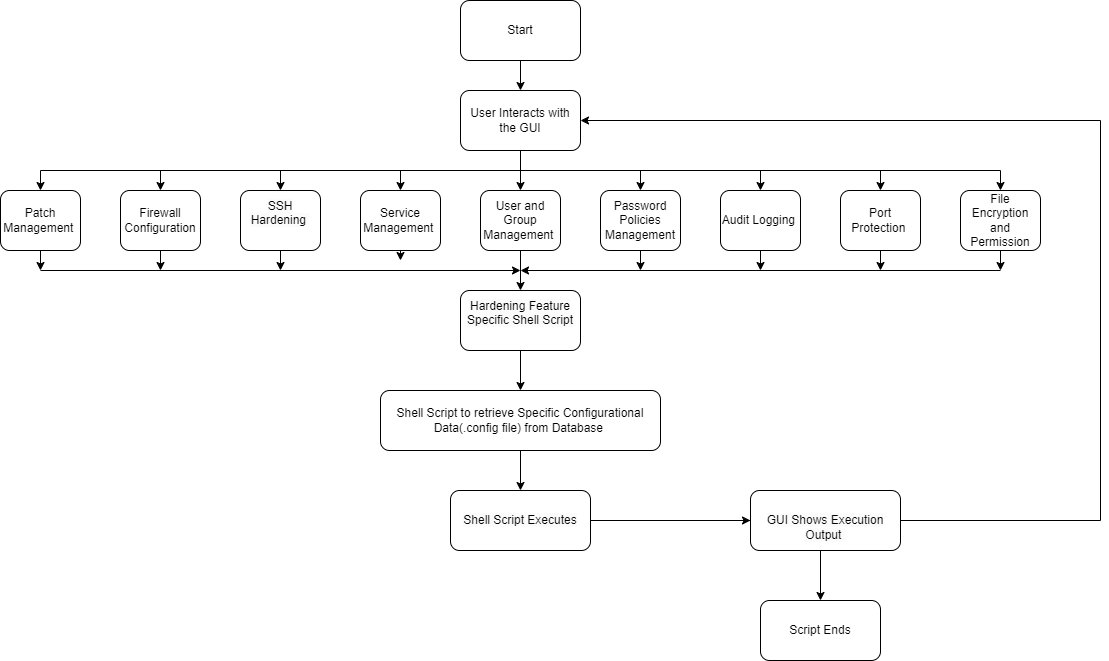 Start
User Interacts with
the GUI
Patch
Management
Firewall
Configuration
SSH
Hardening
Service
Management
User and
Group
Management
Password
Policies
Management
Audit Logging
Port
Protection
File
Encryption
and
Permission
Hardening Feature
Specific Shell Script
Shell Script to retrieve Specific Configurational
Data(.config file) from Database
Shell Script Executes
GUI Shows Execution
Output
Script Ends